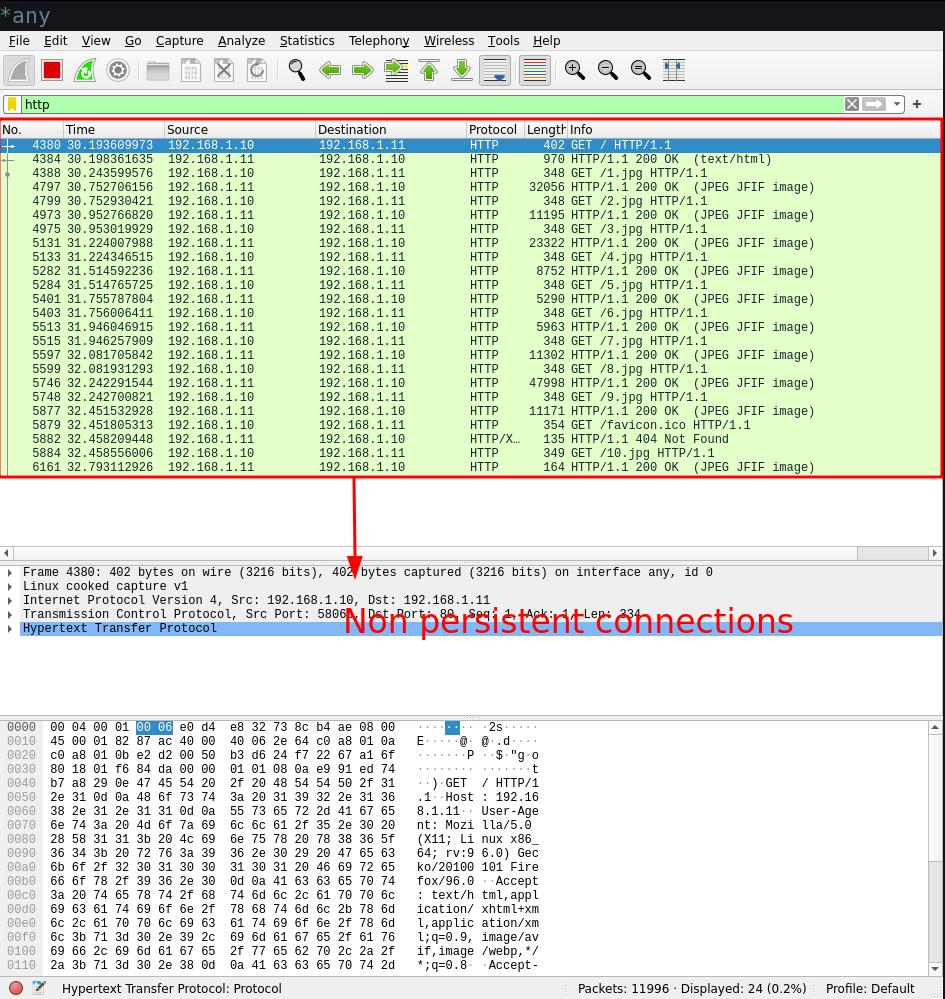 *any
File Edit View Go Capture Analyze Statistics Telephony Wireless Tools Help
http
No. Time Source Destination Protocol Length Info
4380 30.193609973 192.168.1.10 192.168.1.11 HTTP 402 GET / HTTP/1.1
4384 30.198361635 192.168.1.11 192.168.1.10 HTTP 970 HTTP/1.1 200 OK (text/html)
4388 30.243599576 192.168.1.10 192.168.1.11 HTTP 348 GET /1.jpg HTTP/1.1
4797 30.752706156 192.168.1.11 192.168.1.10 HTTP 32056 HTTP/1.1 200 OK (JPEG JFIF image)
4799 30.752930421 192.168.1.10 192.168.1.11 HTTP 348 GET /2.jpg HTTP/1.1
4973 30.952766820 192.168.1.11 192.168.1.10 HTTP 11195 HTTP/1.1 200 OK (JPEG JFIF image)
4975 30.953019929 192.168.1.10 192.168.1.11 HTTP 348 GET /3.jpg HTTP/1.1
5131 31.224007988 192.168.1.11 192.168.1.10 HTTP 23322 HTTP/1.1 200 OK (JPEG JFIF image)
5133 31.224346515 192.168.1.10 192.168.1.11 HTTP 348 GET /4.jpg HTTP/1.1
5282 31.514592236 192.168.1.11 192.168.1.10 HTTP 8752 HTTP/1.1 200 OK (JPEG JFIF image)
5284 31.514765725 192.168.1.10 192.168.1.11 HTTP 348 GET /5.jpg HTTP/1.1
5401 31.755787804 192.168.1.11 192.168.1.10 HTTP 5290 HTTP/1.1 200 OK (JPEG JFIF image)
5403 31.756006411 192.168.1.10 192.168.1.11 HTTP 348 GET /6.jpg HTTP/1.1
5513 31.946046915 192.168.1.11 192.168.1.10 HTTP 5963 HTTP/1.1 200 OK (JPEG JFIF image)
5515 31.946257909 192.168.1.10 192.168.1.11 HTTP 348 GET /7.jpg HTTP/1.1
5597 32.081705842 192.168.1.11 192.168.1.10 HTTP 11302 HTTP/1.1 200 OK (JPEG JFIF image)
5599 32.081931293 192.168.1.10 192.168.1.11 HTTP 348 GET /8.jpg HTTP/1.1
5746 32.242291544 192.168.1.11 192.168.1.10 HTTP 47998 HTTP/1.1 200 OK (JPEG JFIF image)
5748 32.242700821 192.168.1.10 192.168.1.11 HTTP 348 GET /9.jpg HTTP/1.1
5877 32.451532928 192.168.1.11 192.168.1.10 HTTP 11171 HTTP/1.1 200 OK (JPEG JFIF image)
5879 32.451805313 192.168.1.10 192.168.1.11 HTTP 354 GET /favicon.ico HTTP/1.1
5882 32.458209448 192.168.1.11 192.168.1.10 HTTP/X… 135 HTTP/1.1 404 Not Found
5884 32.458556006 192.168.1.10 192.168.1.11 HTTP 349 GET /10.jpg HTTP/1.1
6161 32.793112926 192.168.1.11 192.168.1.10 HTTP 164 HTTP/1.1 200 OK (JPEG JFIF image)
Frame 4380: 402 bytes on wire (3216 bits), 402 bytes captured (3216 bits) on interface any, id 0
Linux cooked capture v1
Internet Protocol Version 4, Src: 192.168.1.10, Dst: 192.168.1.11
Transmission Control Protocol, Src Port: 5806, Dst Port: 80, Seq: 1, Ack: 1, Len: 334
Non persistent connections
Hypertext Transfer Protocol
0000 00 04 00 01 00 06 e0 d4 e8 32 73 8c b4 ae 08 00 ········ ·2s·····
0010 45 00 01 82 87 ac 40 00 40 06 2e 64 c0 a8 01 0a E·····@· @·.d····
0020 c0 a8 01 0b e2 d2 00 50 b3 d6 24 f7 22 67 a1 6f ·······P ··$·"g·o
0030 80 18 01 f6 84 da 00 00 01 01 08 0a e9 91 ed 74 ········ ·······t
0040 b7 a8 29 0e 47 45 54 20 2f 20 48 54 54 50 2f 31 ··)·GET / HTTP/1
0050 2e 31 0d 0a 48 6f 73 74 3a 20 31 39 32 2e 31 36 .1··Host : 192.16
0060 38 2e 31 2e 31 31 0d 0a 55 73 65 72 2d 41 67 65 8.1.11·· User-Age
0070 6e 74 3a 20 4d 6f 7a 69 6c 6c 61 2f 35 2e 30 20 nt: Mozi lla/5.0
0080 28 58 31 31 3b 20 4c 69 6e 75 78 20 78 38 36 5f (X11; Li nux x86_
0090 36 34 3b 20 72 76 3a 39 36 2e 30 29 20 47 65 63 64; rv:9 6.0) Gec
00a0 6b 6f 2f 32 30 31 30 30 31 30 31 20 46 69 72 65 ko/20100 101 Fire
00b0 66 6f 78 2f 39 36 2e 30 0d 0a 41 63 63 65 70 74 fox/96.0 ··Accept
00c0 3a 20 74 65 78 74 2f 68 74 6d 6c 2c 61 70 70 6c : text/h tml,appl
00d0 69 63 61 74 69 6f 6e 2f 78 68 74 6d 6c 2b 78 6d ication/ xhtml+xm
00e0 6c 2c 61 70 70 6c 69 63 61 74 69 6f 6e 2f 78 6d l,applic ation/xm
00f0 6c 3b 71 3d 30 2e 39 2c 69 6d 61 67 65 2f 61 76 l;q=0.9, image/av
0100 69 66 2c 69 6d 61 67 65 2f 77 65 62 70 2c 2a 2f if,image /webp,*/
0110 2a 3b 71 3d 30 2e 38 0d 0a 41 63 63 65 70 74 2d *;q=0.8· ·Accept-
Hypertext Transfer Protocol: Protocol Packets: 11996 · Displayed: 24 (0.2%) Profile: Default